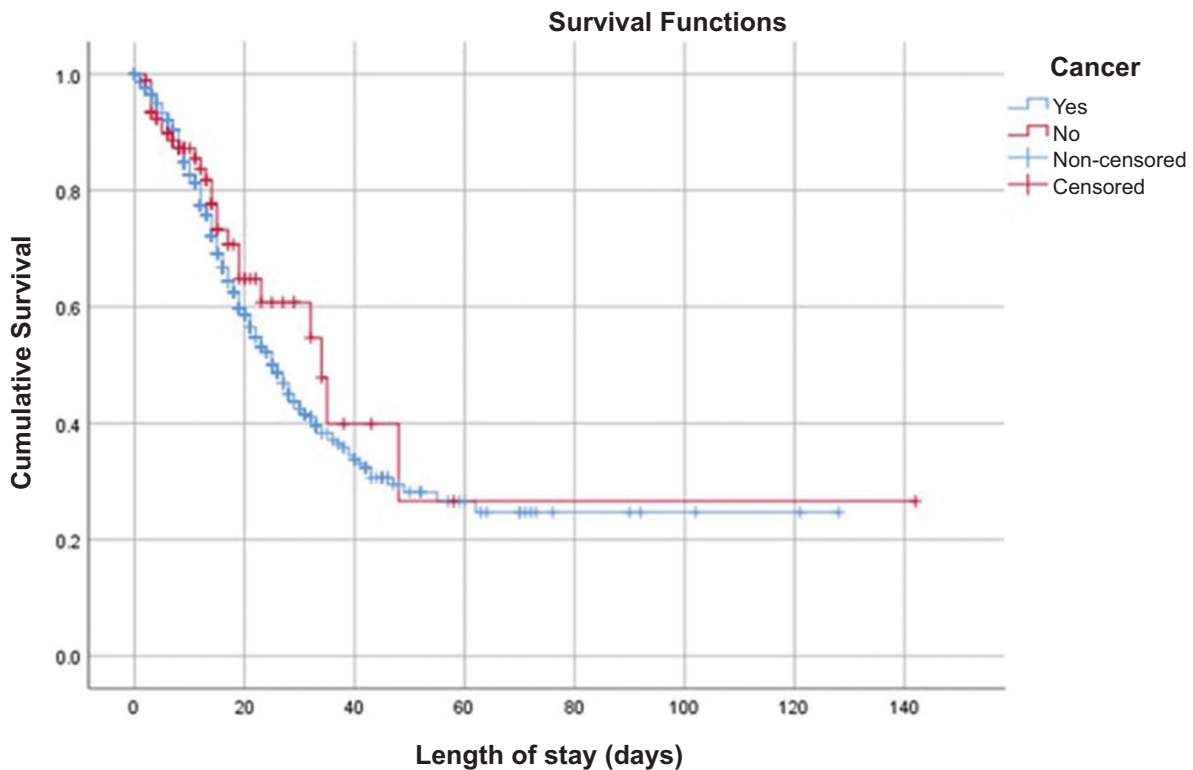 Survival Functions
Cancer
Yes
No
Non-censored
Censored
Cumulative Survival
1.0
0.8
0.6
0.4
0.2
0.0
0 20 40 60 80 100 120 140
Length of stay (days)